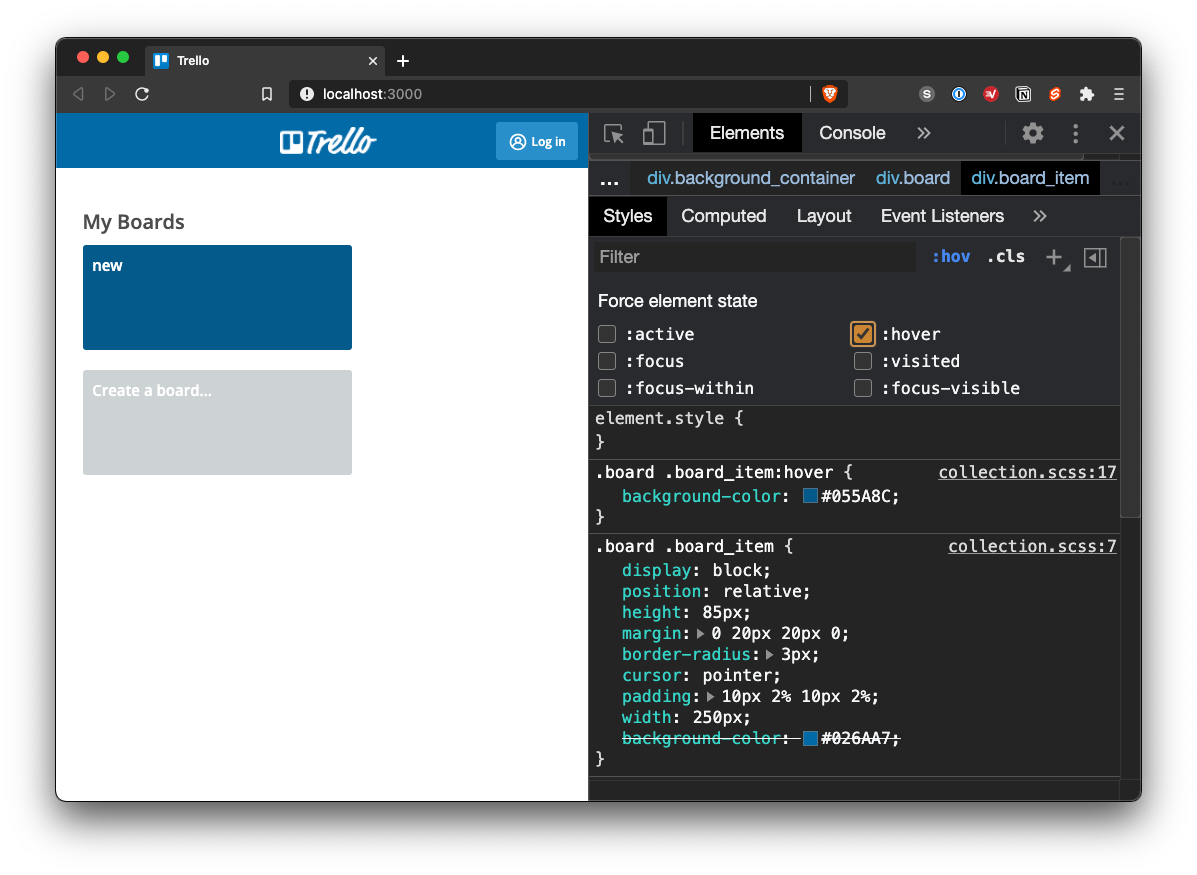 Trello
localhost:3000
S
N
Trello
Log in
My Boards
new
Create a board...
Elements
Console
»
... div.background_container div.board div.board_item ...
Styles
Computed
Layout
Event Listeners
»
Filter
:hov
.cls
Force element state
:active
:hover
:focus
:visited
:focus-within
:focus-visible
element.style {
}
.board .board_item:hover { collection.scss:17
background-color: #055A8C;
}
.board .board_item { collection.scss:7
display: block;
position: relative;
height: 85px;
margin: 0 20px 20px 0;
border-radius: 3px;
cursor: pointer;
padding: 10px 2% 10px 2%;
width: 250px;
background-color: #026AA7;
}